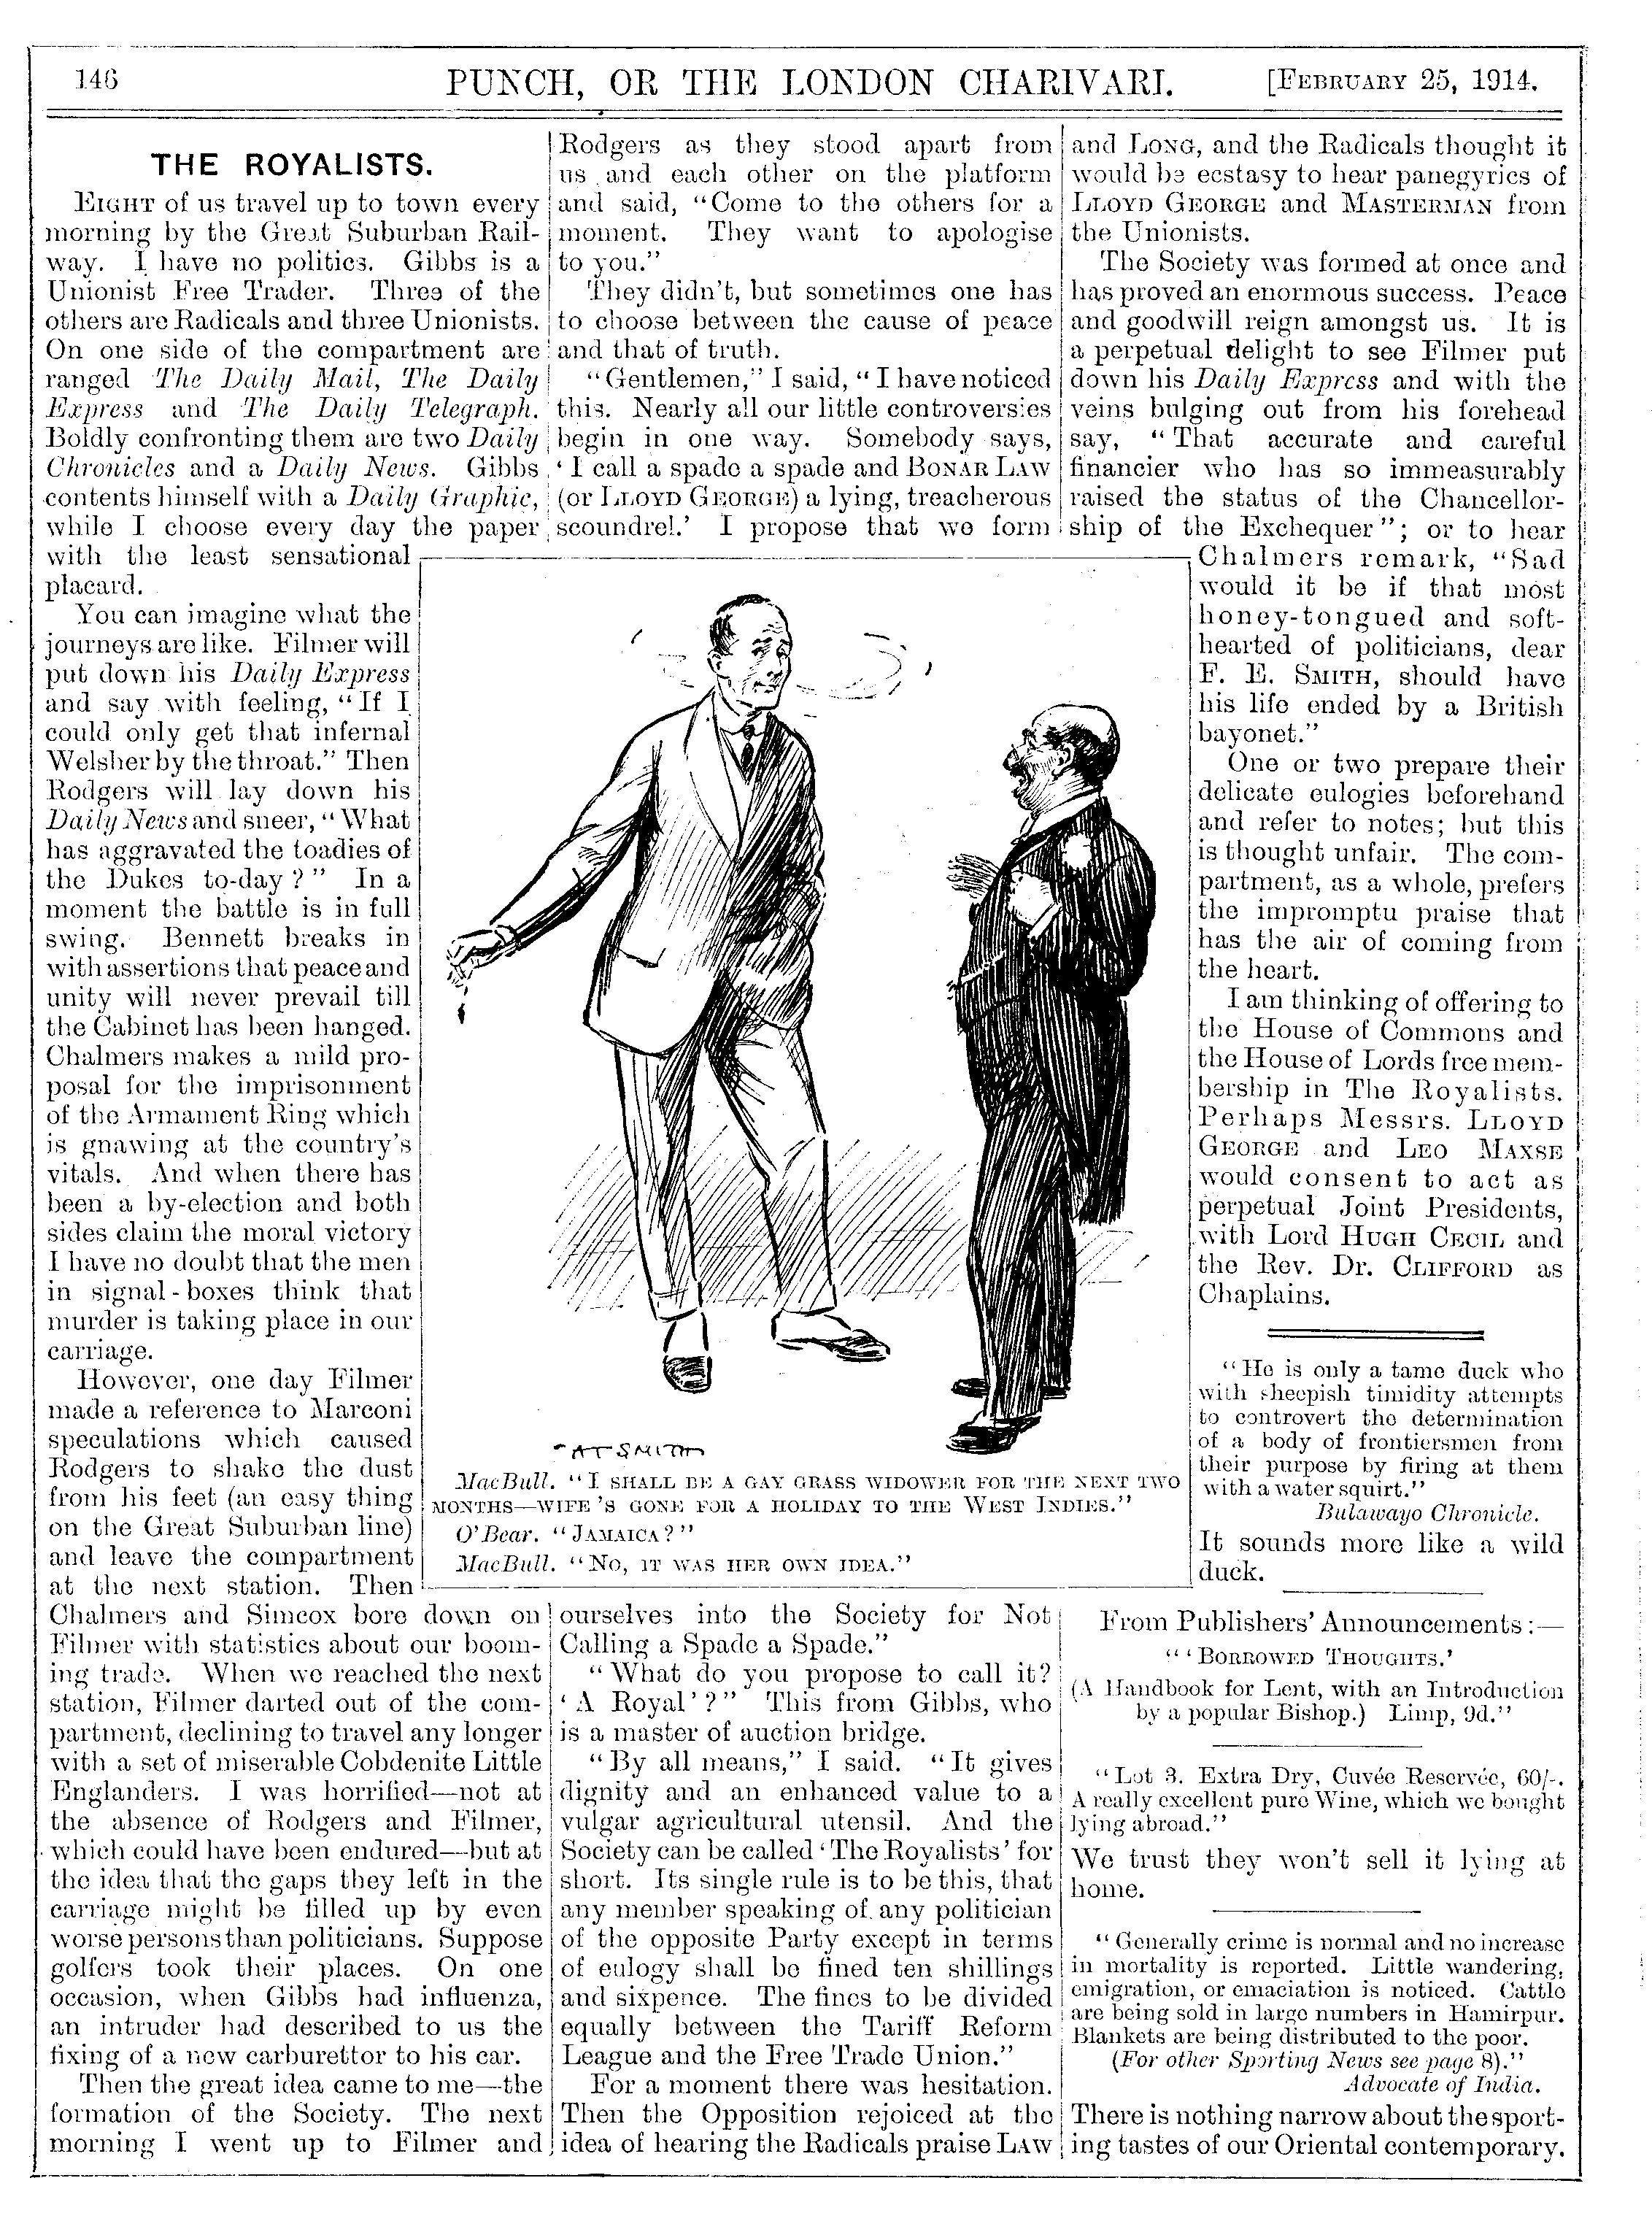 146
PUNCH, OR THE LONDON CHARIVARI.
[FEBRUARY 25, 1914.
THE ROYALISTS.
EIGHT of us travel up to town every
morning by the Great Suburban Rail-
way. I have no politics. Gibbs is a
Unionist Free Trader. Three of the
others are Radicals and three Unionists.
On one side of the compartment are
ranged The Daily Mail, The Daily
Express and The Daily Telegraph.
Boldly confronting them are two Daily
Chronicles and a Daily News. Gibbs
contents himself with a Daily Graphic,
while I choose every day the paper
with the least sensational
placard.
You can imagine what the
journeys are like. Filmer will
put down his Daily Express
and say with feeling, "If I
could only get that infernal
Welsher by the throat." Then
Rodgers will lay down his
Daily News and sneer, "What
has aggravated the toadies of
the Dukes to-day?" In a
moment the battle is in full
swing. Bennett breaks in
with assertions that peace and
unity will never prevail till
the Cabinet has been hanged.
Chalmers makes a mild pro-
posal for the imprisonment
of the Armament Ring which
is gnawing at the country's
vitals. And when there has
been a by-election and both
sides claim the moral victory
I have no doubt that the men
in signal-boxes think that
murder is taking place in our
carriage.
However, one day Filmer
made a reference to Marconi
speculations which caused
Rodgers to shake the dust
from his feet (an easy thing
on the Great Suburban line)
and leave the compartment
at the next station. Then
Chalmers and Simcox bore down on
Filmer with statistics about our boom-
ing trade. When we reached the next
station, Filmer darted out of the com-
partment, declining to travel any longer
with a set of miserable Cobdenite Little
Englanders. I was horrified—not at
the absence of Rodgers and Filmer,
which could have been endured—but at
the idea that the gaps they left in the
carriage might be filled up by even
worse persons than politicians. Suppose
golfers took their places. On one
occasion, when Gibbs had influenza,
an intruder had described to us the
fixing of a new carburettor to his car.
Then the great idea came to me—the
formation of the Society. The next
morning I went up to Filmer and
Rodgers as they stood apart from
us and each other on the platform
and said, "Come to the others for a
moment. They want to apologise
to you."
They didn't, but sometimes one has
to choose between the cause of peace
and that of truth.
"Gentlemen," I said, "I have noticed
this. Nearly all our little controversies
begin in one way. Somebody says,
'I call a spade a spade and BONAR LAW
(or LLOYD GEORGE) a lying, treacherous
scoundrel.' I propose that we form
MacBull. "I SHALL BE A GAY GRASS WIDOWER FOR THE NEXT TWO
MONTHS—WIFE'S GONE FOR A HOLIDAY TO THE WEST INDIES."
O'Bear. "JAMAICA?"
MacBull. "NO, IT WAS HER OWN IDEA."
A T SMITH
ourselves into the Society for Not
Calling a Spade a Spade."
"What do you propose to call it?
'A Royal'?" This from Gibbs, who
is a master of auction bridge.
"By all means," I said. "It gives
dignity and an enhanced value to a
vulgar agricultural utensil. And the
Society can be called 'The Royalists' for
short. Its single rule is to be this, that
any member speaking of any politician
of the opposite Party except in terms
of eulogy shall be fined ten shillings
and sixpence. The fines to be divided
equally between the Tariff Reform
League and the Free Trade Union."
For a moment there was hesitation.
Then the Opposition rejoiced at the
idea of hearing the Radicals praise LAW
and LONG, and the Radicals thought it
would be ecstasy to hear panegyrics of
LLOYD GEORGE and MASTERMAN from
the Unionists.
The Society was formed at once and
has proved an enormous success. Peace
and goodwill reign amongst us. It is
a perpetual delight to see Filmer put
down his Daily Express and with the
veins bulging out from his forehead
say, "That accurate and careful
financier who has so immeasurably
raised the status of the Chancellor-
ship of the Exchequer"; or to hear
Chalmers remark, "Sad
would it be if that most
honey-tongued and soft-
hearted of politicians, dear
F. E. SMITH, should have
his life ended by a British
bayonet."
One or two prepare their
delicate eulogies beforehand
and refer to notes; but this
is thought unfair. The com-
partment, as a whole, prefers
the impromptu praise that
has the air of coming from
the heart.
I am thinking of offering to
the House of Commons and
the House of Lords free mem-
bership in The Royalists.
Perhaps Messrs. LLOYD
GEORGE and LEO MAXSE
would consent to act as
perpetual Joint Presidents,
with Lord HUGH CECIL and
the Rev. Dr. CLIFFORD as
Chaplains.
"He is only a tame duck who
with sheepish timidity attempts
to controvert the determination
of a body of frontiersmen from
their purpose by firing at them
with a water squirt."
Bulawayo Chronicle.
It sounds more like a wild
duck.
From Publishers' Announcements:—
"'BORROWED THOUGHTS.'
(A Handbook for Lent, with an Introduction
by a popular Bishop.) Limp, 9d."
"Lot 3. Extra Dry, Cuvée Reservée, 60/-.
A really excellent pure Wine, which we bought
lying abroad."
We trust they won't sell it lying at
home.
"Generally crime is normal and no increase
in mortality is reported. Little wandering,
emigration, or emaciation is noticed. Cattle
are being sold in large numbers in Hamirpur.
Blankets are being distributed to the poor.
(For other Sporting News see page 8)."
Advocate of India.
There is nothing narrow about the sport-
ing tastes of our Oriental contemporary.